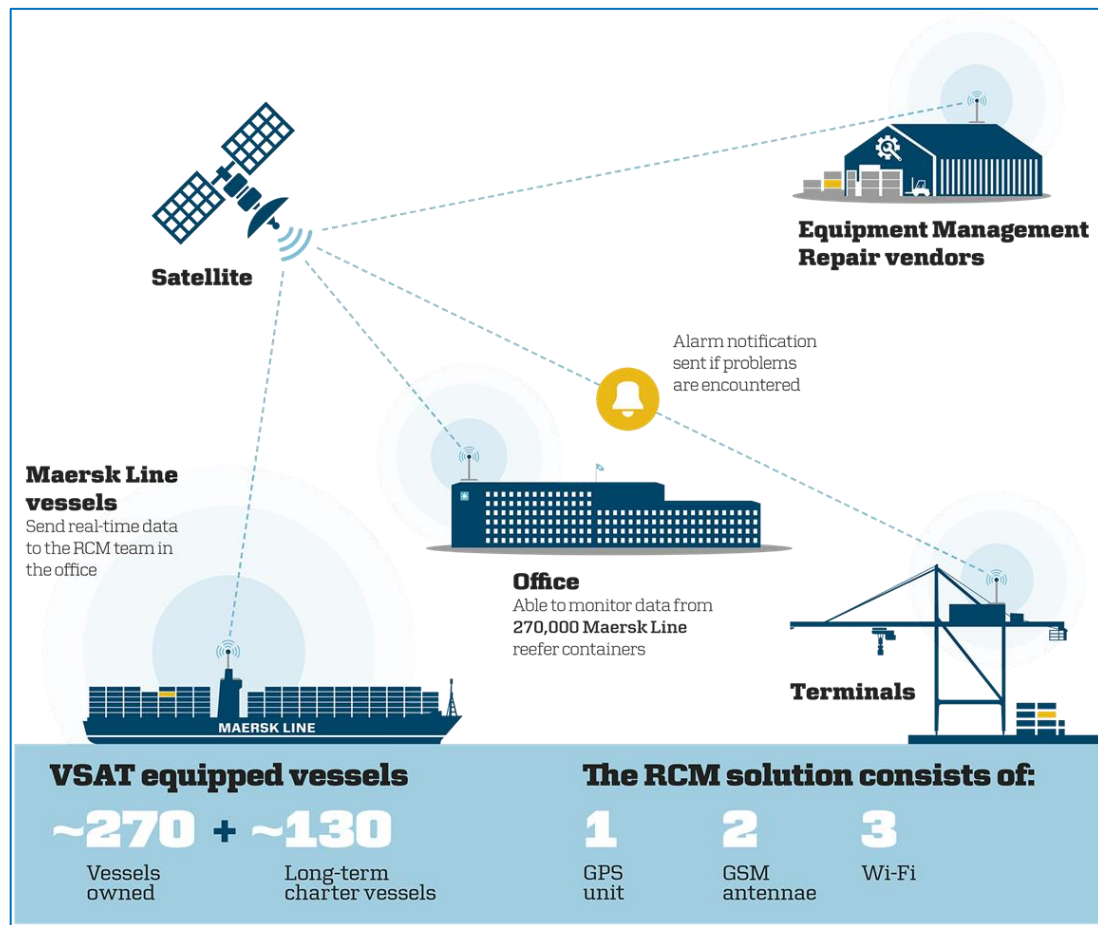 Satellite
Equipment Management
Repair vendors
Alarm notification
sent if problems
are encountered
Maersk Line
vessels
Send real-time data
to the RCM team in
the office
Office
Able to monitor data from
270,000 Maersk Line
reefer containers
Terminals
MAERSK LINE
VSAT equipped vessels
~270 + ~130
Vessels
owned
Long-term
charter vessels
The RCM solution consists of:
1
GPS
unit
2
GSM
antennae
3
Wi-Fi